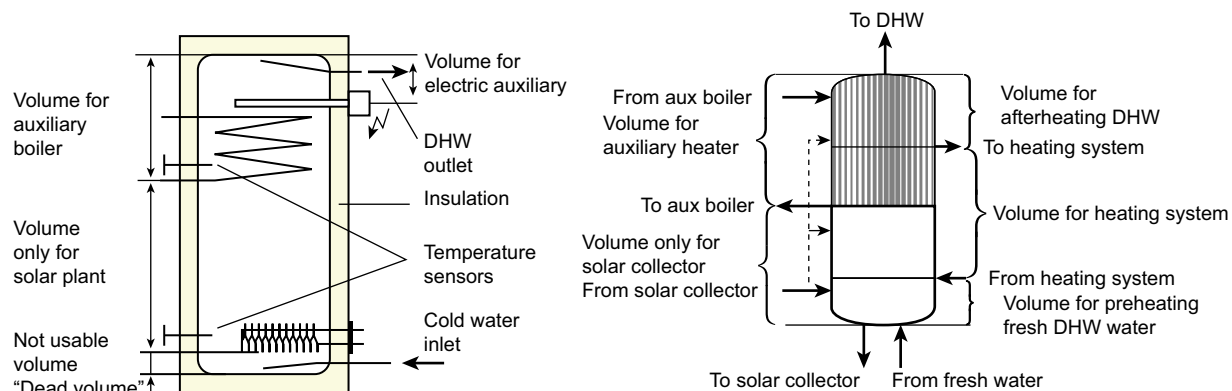 Volume for
auxiliary
boiler
Volume
only for
solar plant
Not usable
volume
“Dead volume”
Volume for
electric auxiliary
DHW
outlet
Insulation
Temperature
sensors
Cold water
inlet
To DHW
From aux boiler
Volume for
auxiliary heater
To aux boiler
Volume only for
solar collector
From solar collector
Volume for
afterheating DHW
To heating system
Volume for heating system
From heating system
Volume for preheating
fresh DHW water
To solar collector
From fresh water